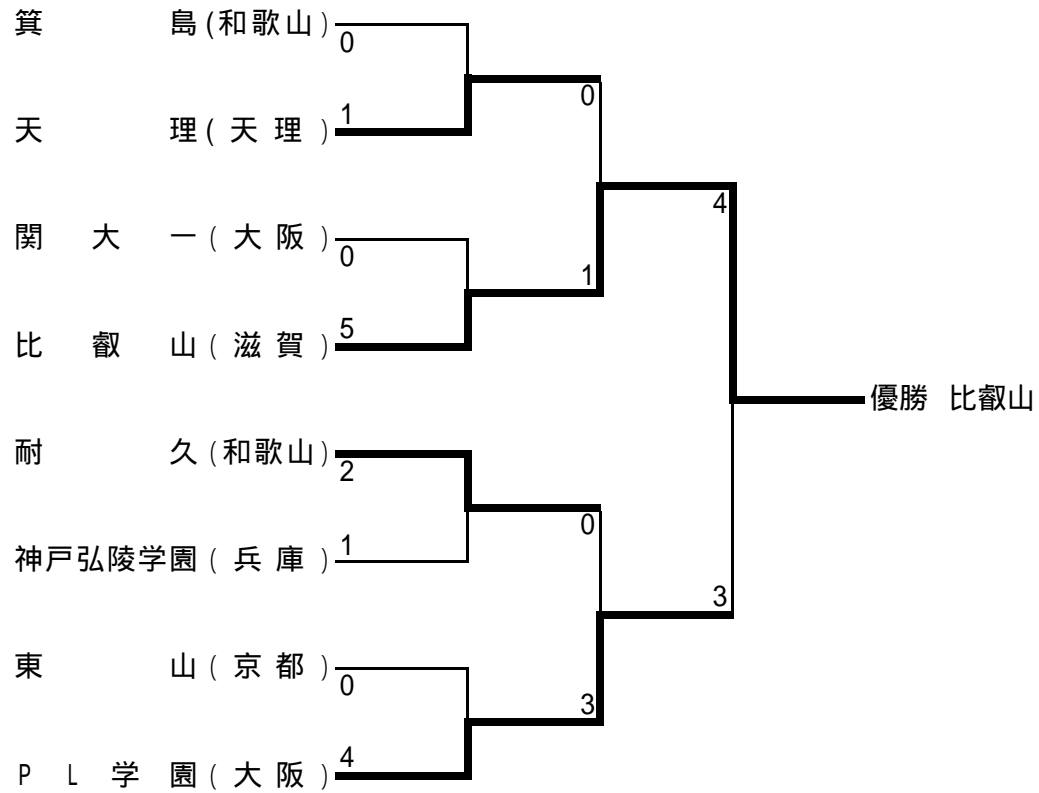 箕島(和歌山)
0
0
天理(天理)
1
4
関大一(大阪)
0
1
比叡山(滋賀)
5
優勝 比叡山
耐久(和歌山)
2
0
神戸弘陵学園(兵庫)
1
3
東山(京都)
0
3
PL学園(大阪)
4